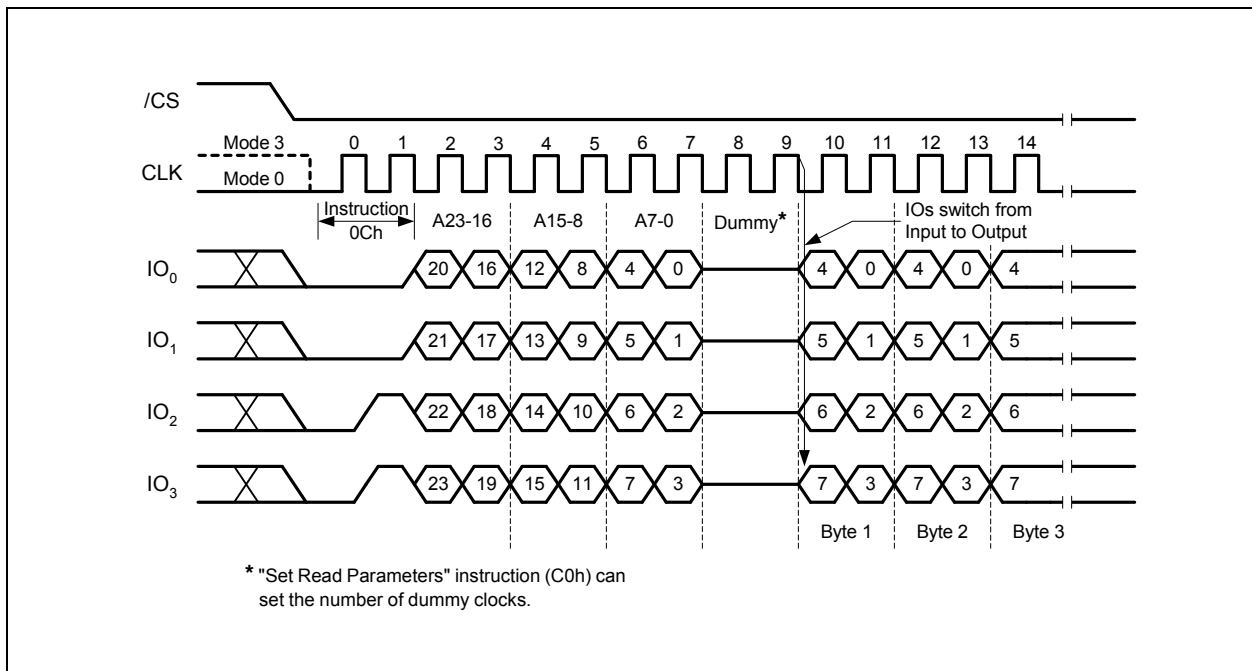 /CS
Mode 3 0 1 2 3 4 5 6 7 8 9 10 11 12 13 14
CLK
Mode 0
Instruction A23-16 A15-8 A7-0 Dummy* IOs switch from
0Ch Input to Output
IO0 20 16 12 8 4 0 4 0 4 0 4
IO1 21 17 13 9 5 1 5 1 5 1 5
IO2 22 18 14 10 6 2 6 2 6 2 6
IO3 23 19 15 11 7 3 7 3 7 3 7
Byte 1 Byte 2 Byte 3
* "Set Read Parameters" instruction (C0h) can
set the number of dummy clocks.